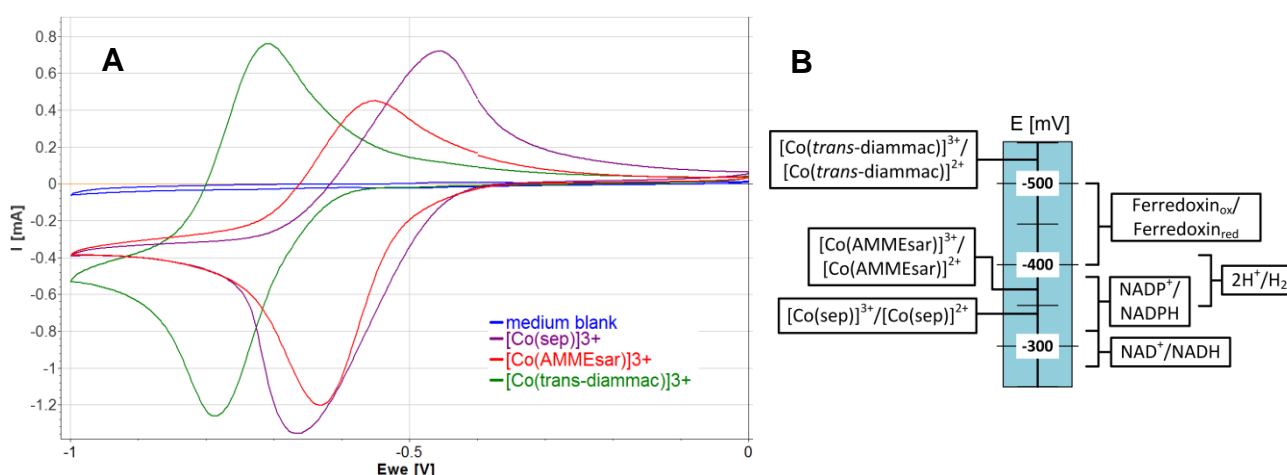 A
0.8
0.6
0.4
0.2
0
-0.2
-0.4
-0.6
-0.8
-1
-1.2
I [mA]
medium blank
[Co(sep)]3+
[Co(AMMEsar)]3+
[Co(trans-diammac)]3+
-1
-0.5
0
Ewe [V]
B
E [mV]
[Co(trans-diammac)]³⁺/
[Co(trans-diammac)]²⁺
-500
Ferredoxinₒₓ/
Ferredoxinᵣₑd
[Co(AMMEsar)]³⁺/
[Co(AMMEsar)]²⁺
-400
2H⁺/H₂
NADP⁺/
NADPH
[Co(sep)]³⁺/[Co(sep)]²⁺
-300
NAD⁺/NADH